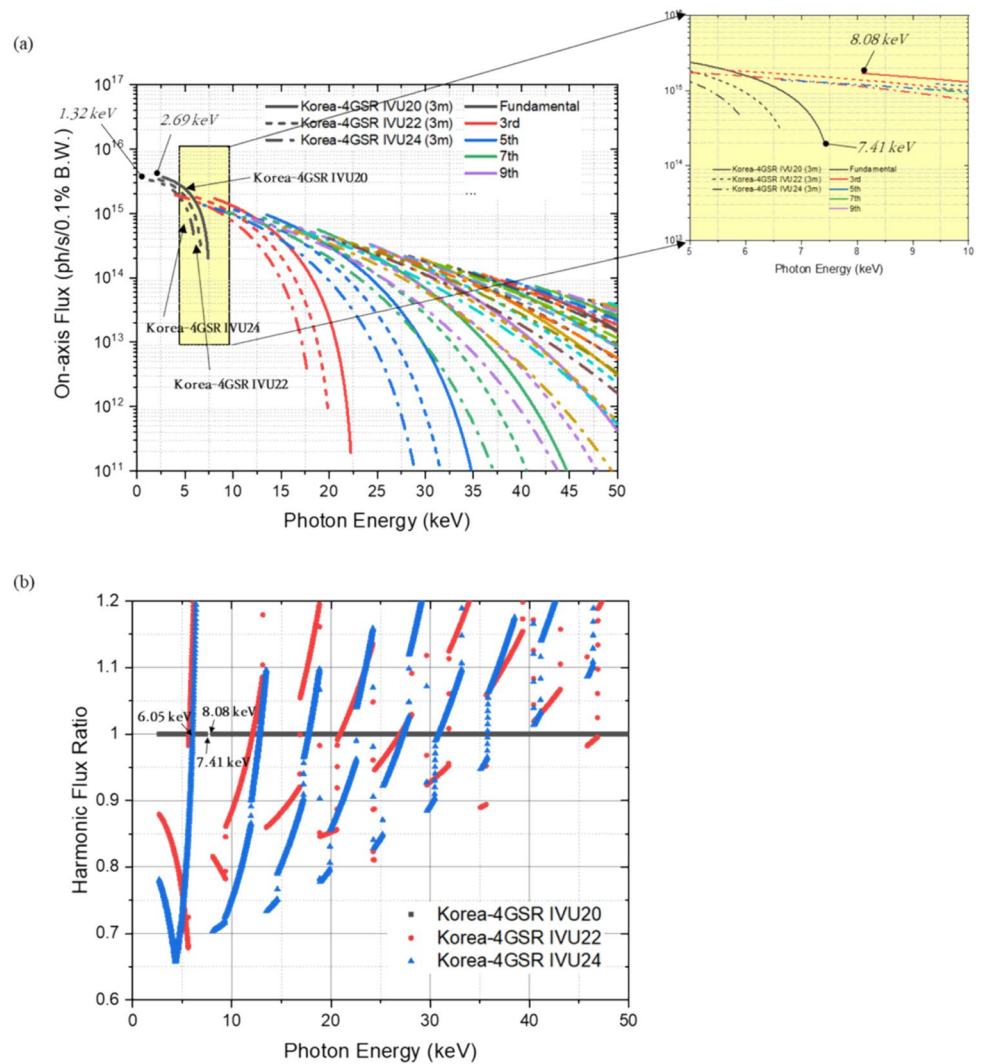 (a)
10^17
10^16
10^15
10^14
10^13
10^12
10^11
On-axis Flux (ph/s/0.1% B.W.)
1.32 keV
2.69 keV
Korea-4GSR IVU20 (3m)
Korea-4GSR IVU22 (3m)
Korea-4GSR IVU24 (3m)
Fundamental
3rd
5th
7th
9th
...
Korea-4GSR IVU20
Korea-4GSR IVU24
Korea-4GSR IVU22
0 5 10 15 20 25 30 35 40 45 50
Photon Energy (keV)
10^15
10^14
10^13
8.08 keV
7.41 keV
Korea-4GSR IVU20 (3m)
Korea-4GSR IVU22 (3m)
Korea-4GSR IVU24 (3m)
Fundamental
3rd
5th
7th
9th
5 6 7 8 9 10
Photon Energy (keV)
(b)
1.2
1.1
1
0.9
0.8
0.7
0.6
Harmonic Flux Ratio
6.05 keV
8.08 keV
7.41 keV
Korea-4GSR IVU20
Korea-4GSR IVU22
Korea-4GSR IVU24
0 10 20 30 40 50
Photon Energy (keV)